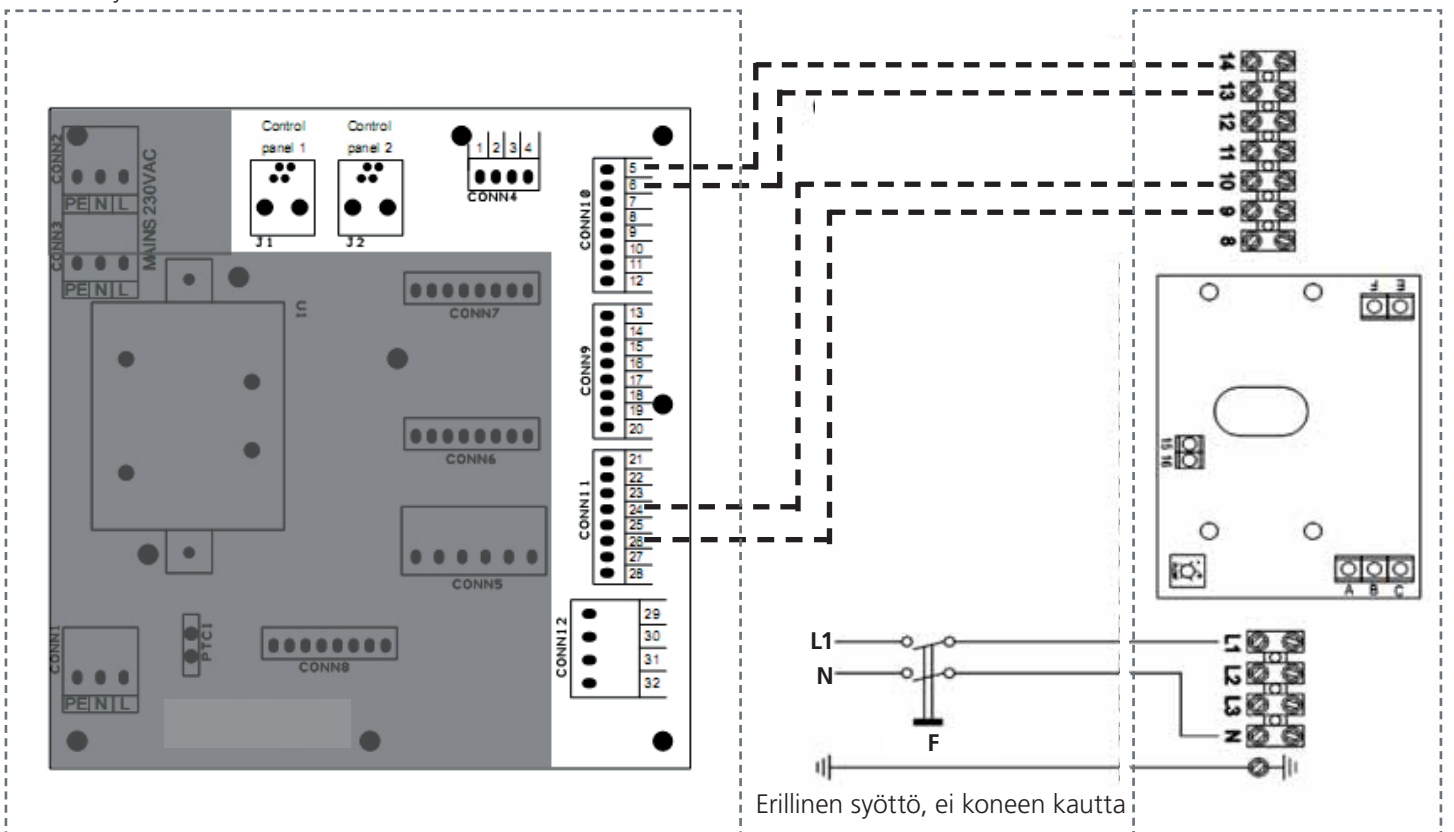 Control
panel 1
Control
panel 2
J1
J2
1 2 3 4
CONN4
CONN2
PE N L
MAINS 230VAC
CONN3
PE N L
U1
CONN7
CONN6
CONN5
CONN8
PTC1
CONN1
PE N L
CONN10
5
6
7
8
9
10
11
12
CONN9
13
14
15
16
17
18
19
20
CONN11
21
22
23
24
25
26
27
28
CONN12
29
30
31
32
14
13
12
11
10
9
8
F E
15 16
A B C
L1
N
F
L1
L2
L3
N
Erillinen syöttö, ei koneen kautta